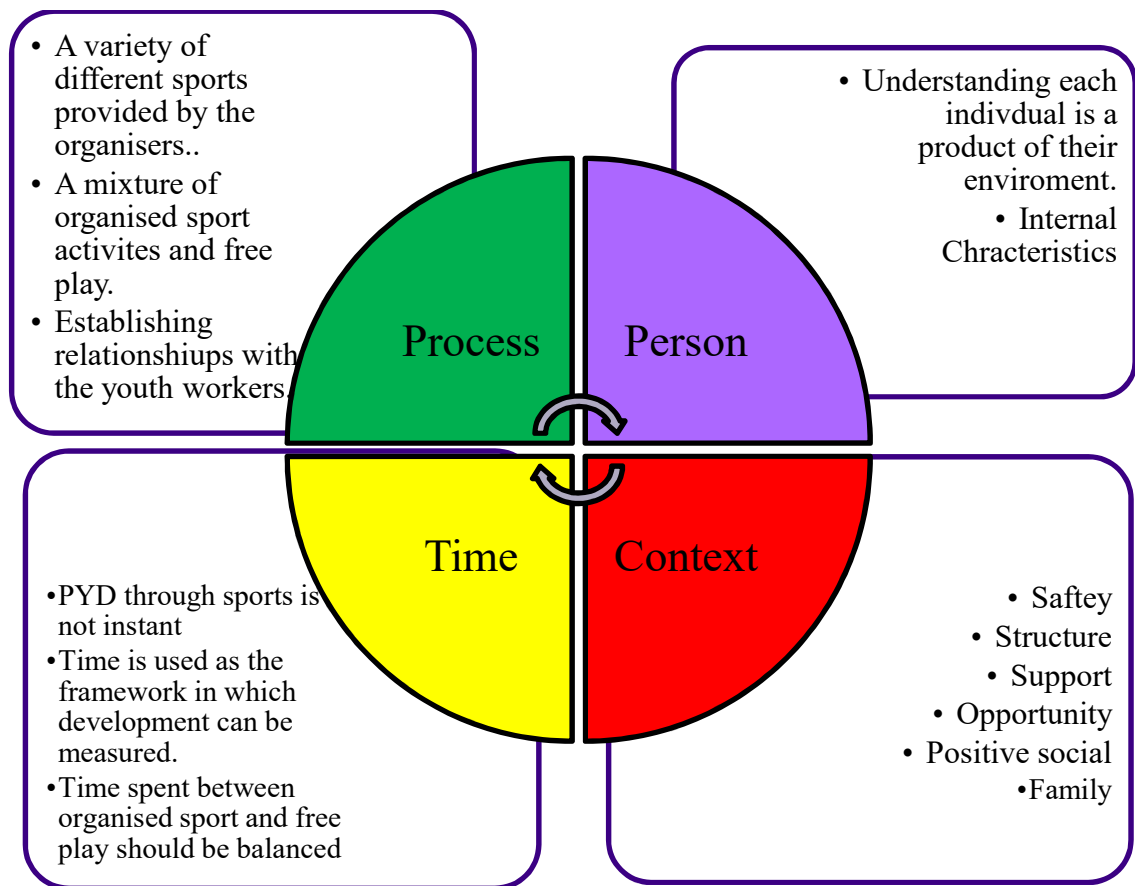 • A variety of
different sports
provided by the
organisers..
• A mixture of
organised sport
activites and free
play.
• Establishing
relationshiups with
the youth workers.
• Understanding each
indivdual is a
product of their
enviroment.
• Internal
Chracteristics
Process
Person
Time
Context
•PYD through sports is
not instant
•Time is used as the
framework in which
development can be
measured.
•Time spent between
organised sport and free
play should be balanced
• Saftey
• Structure
• Support
• Opportunity
• Positive social
•Family